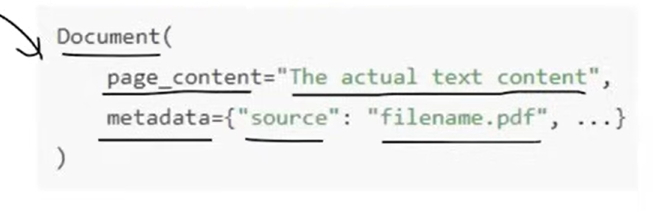 Document(
page_content="The actual text content",
metadata={"source": "filename.pdf", ...}
)